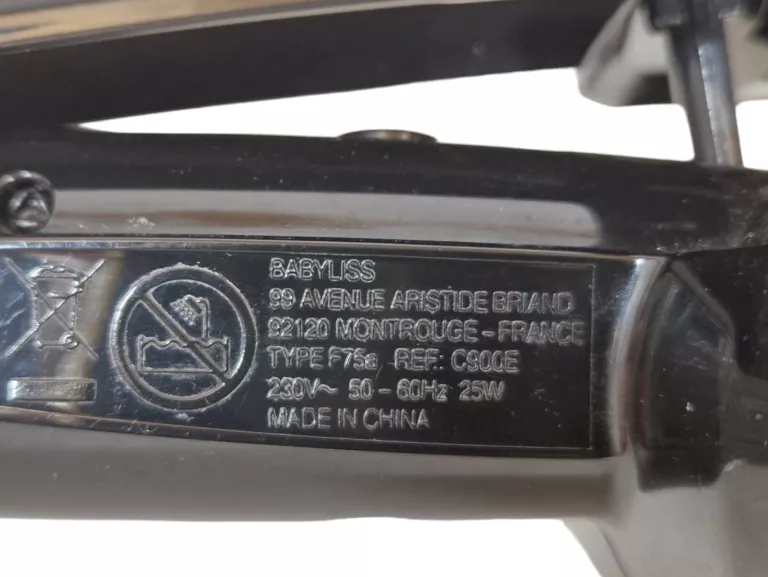 BABYLISS
99 AVENUE ARISTIDE BRIAND
92120 MONTROUGE - FRANCE
TYPE F75a REF.: C900E
230V~ 50 - 60Hz 25W
MADE IN CHINA